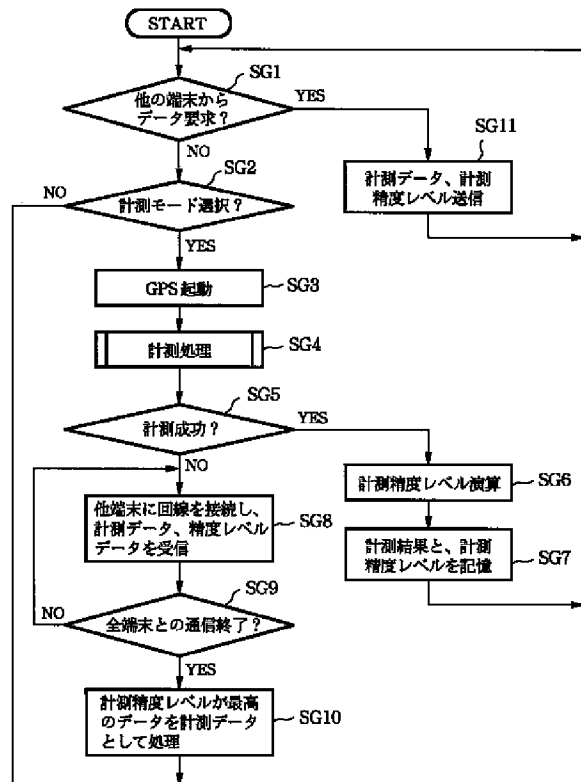 START
SG1
他の端末から
データ要求?
YES
NO
SG11
計測データ、計測
精度レベル送信
SG2
NO
計測モード選択?
YES
GPS起動
SG3
計測処理
SG4
SG5
計測成功?
YES
NO
計測精度レベル演算
SG6
他端末に回線を接続し、
計測データ、精度レベル
データを受信
SG8
計測結果と、計測
精度レベルを記憶
SG7
SG9
NO
全端末との通信終了?
YES
計測精度レベルが最高
のデータを計測データ
として処理
SG10